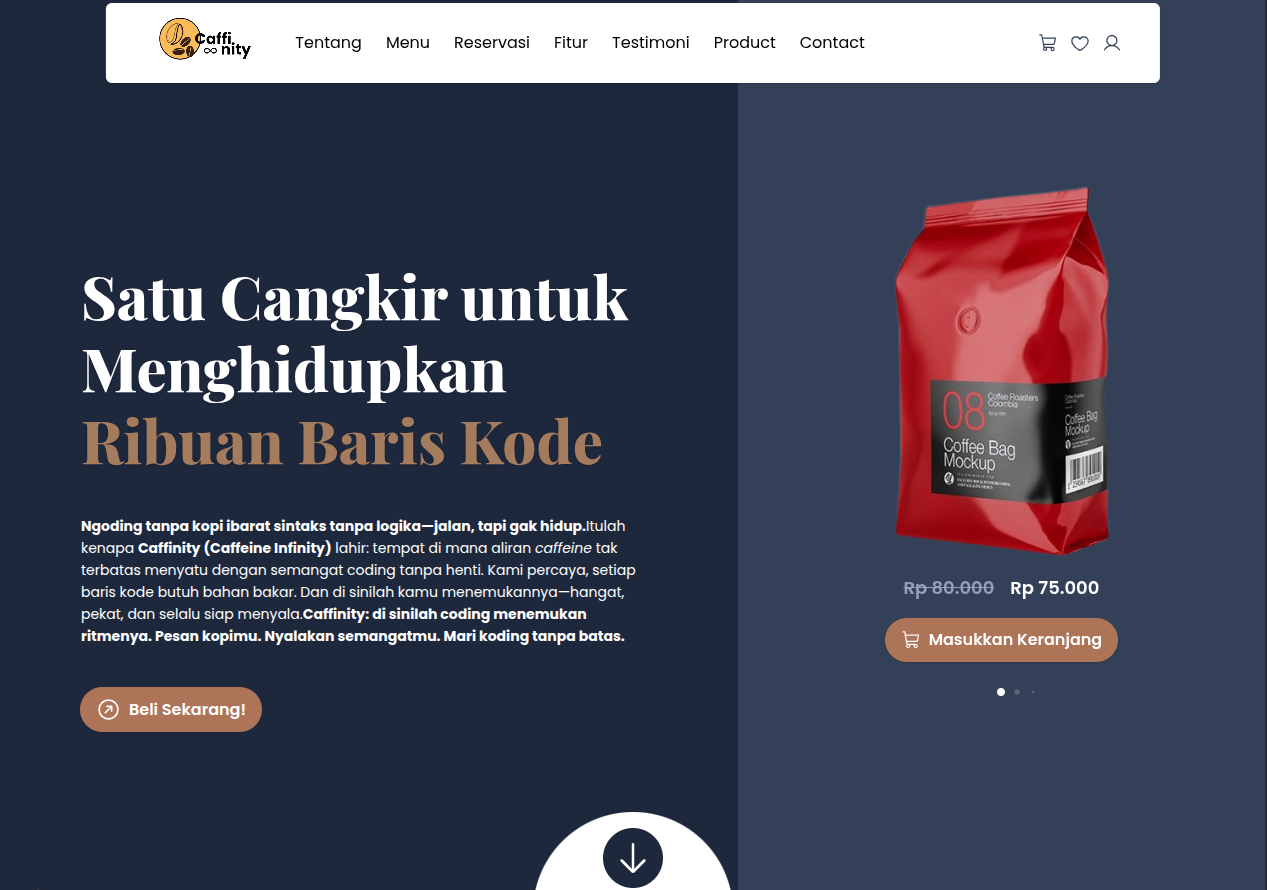 Caffi
∞ nity
Tentang Menu Reservasi Fitur Testimoni Product Contact
Satu Cangkir untuk
Menghidupkan
Ribuan Baris Kode
Ngoding tanpa kopi ibarat sintaks tanpa logika—jalan, tapi gak hidup.Itulah
kenapa Caffinity (Caffeine Infinity) lahir: tempat di mana aliran caffeine tak
terbatas menyatu dengan semangat coding tanpa henti. Kami percaya, setiap
baris kode butuh bahan bakar. Dan di sinilah kamu menemukannya—hangat,
pekat, dan selalu siap menyala.Caffinity: di sinilah coding menemukan
ritmenya. Pesan kopimu. Nyalakan semangatmu. Mari koding tanpa batas.
Beli Sekarang!
08
Coffee Roasters
Colombia
Coffee Bag
Mockup
Coffee Bag
Mockup
Rp 80.000 Rp 75.000
Masukkan Keranjang